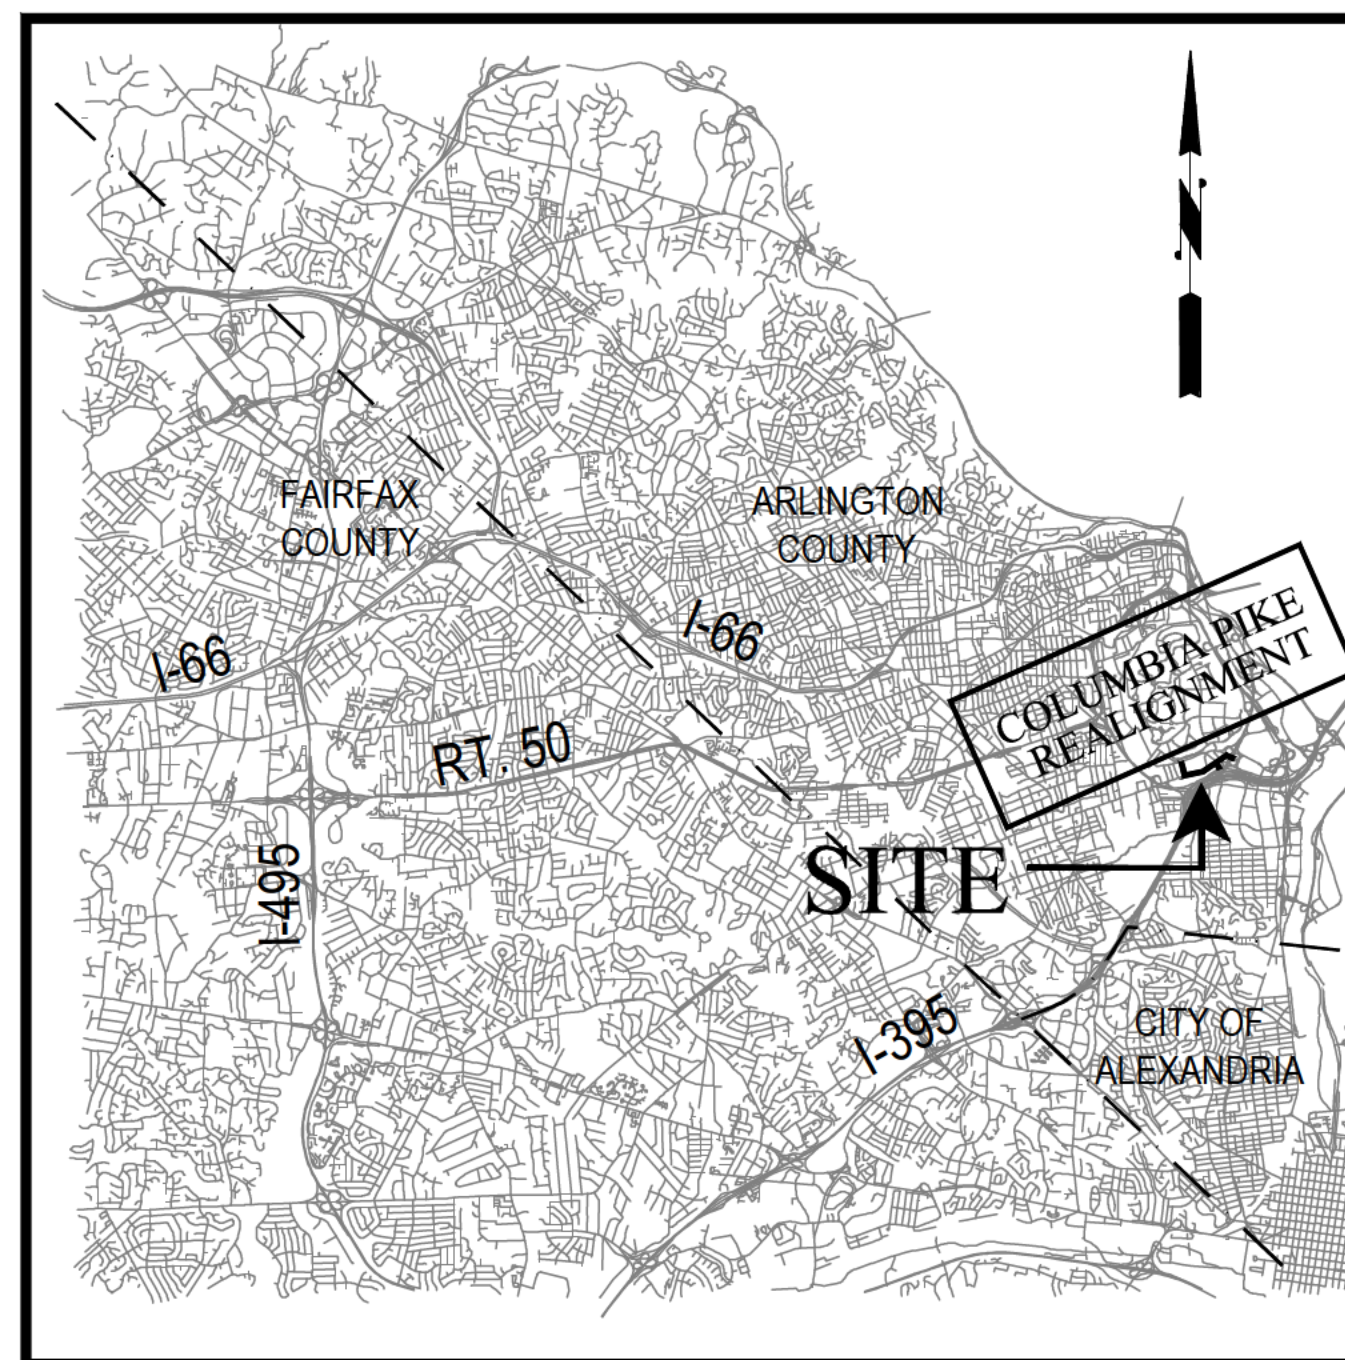 N
FAIRFAX
COUNTY
ARLINGTON
COUNTY
I-66
I-66
COLUMBIA PIKE
REALIGNMENT
RT. 50
SITE
I-495
I-395
CITY OF
ALEXANDRIA